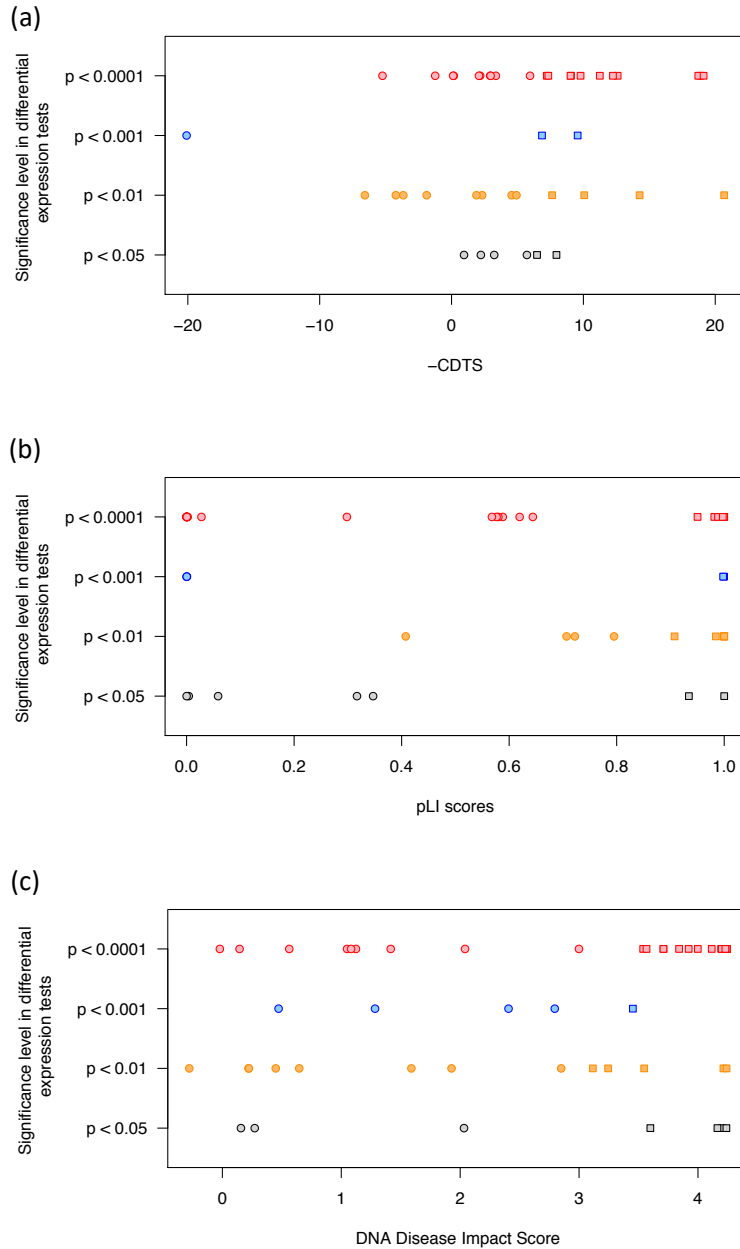 (a)
Significance level in differential
expression tests
p < 0.0001
p < 0.001
p < 0.01
p < 0.05
−20 −10 0 10 20
−CDTS
(b)
Significance level in differential
expression tests
p < 0.0001
p < 0.001
p < 0.01
p < 0.05
0.0 0.2 0.4 0.6 0.8 1.0
pLI scores
(c)
Significance level in differential
expression tests
p < 0.0001
p < 0.001
p < 0.01
p < 0.05
0 1 2 3 4
DNA Disease Impact Score